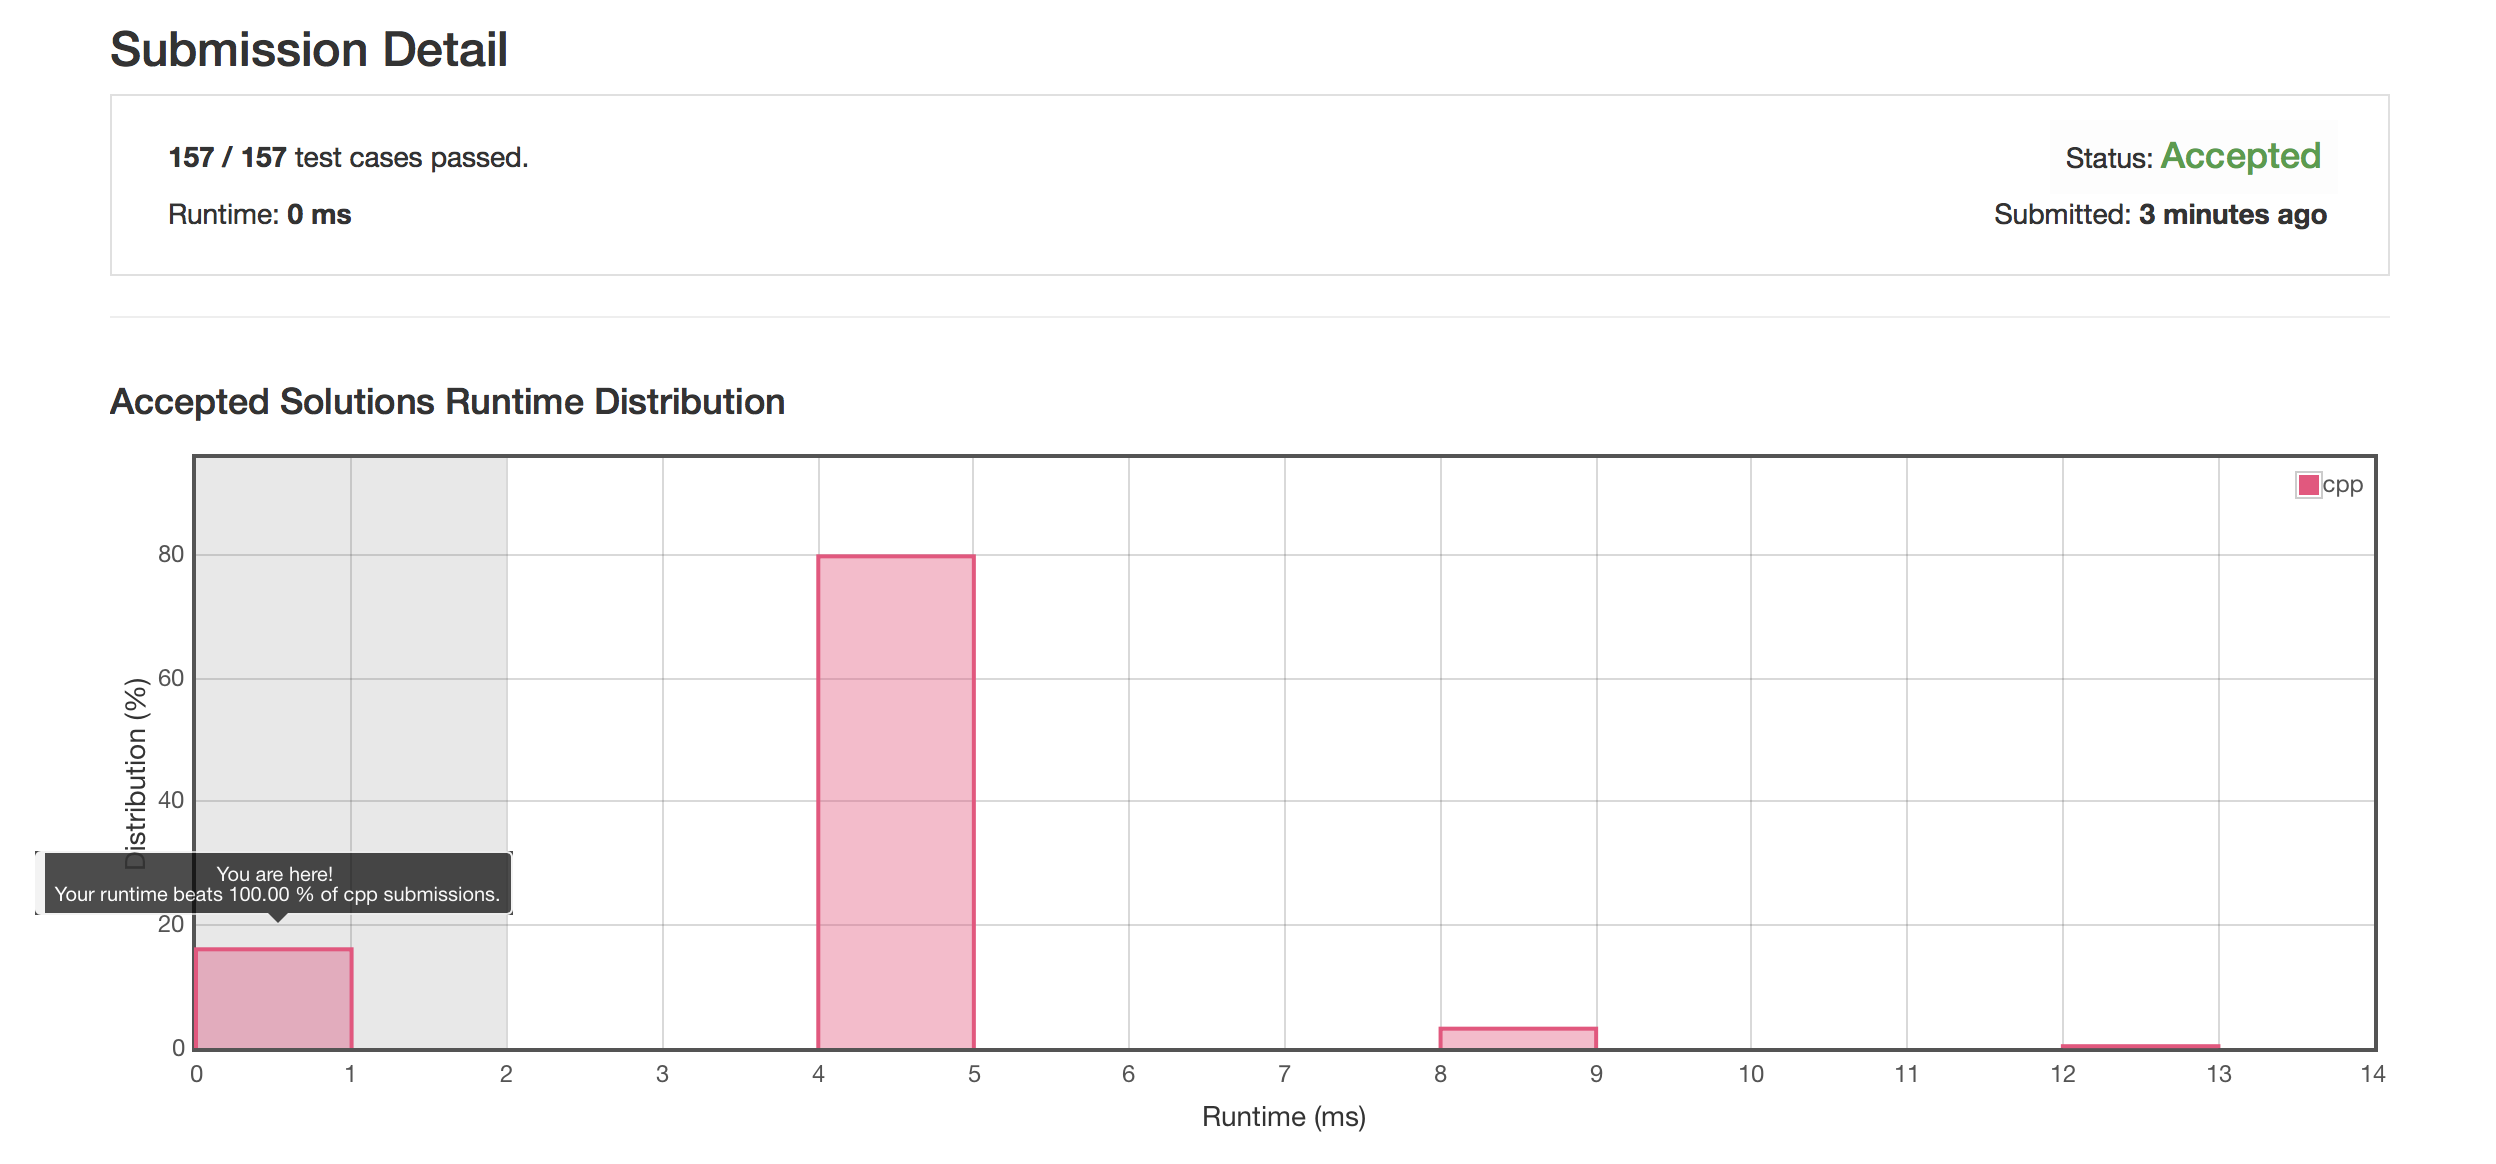 Submission Detail
157 / 157 test cases passed.
Status: Accepted
Runtime: 0 ms
Submitted: 3 minutes ago
Accepted Solutions Runtime Distribution
cpp
80
60
40
20
0
Distribution (%)
You are here!
Your runtime beats 100.00 % of cpp submissions.
0 1 2 3 4 5 6 7 8 9 10 11 12 13 14
Runtime (ms)